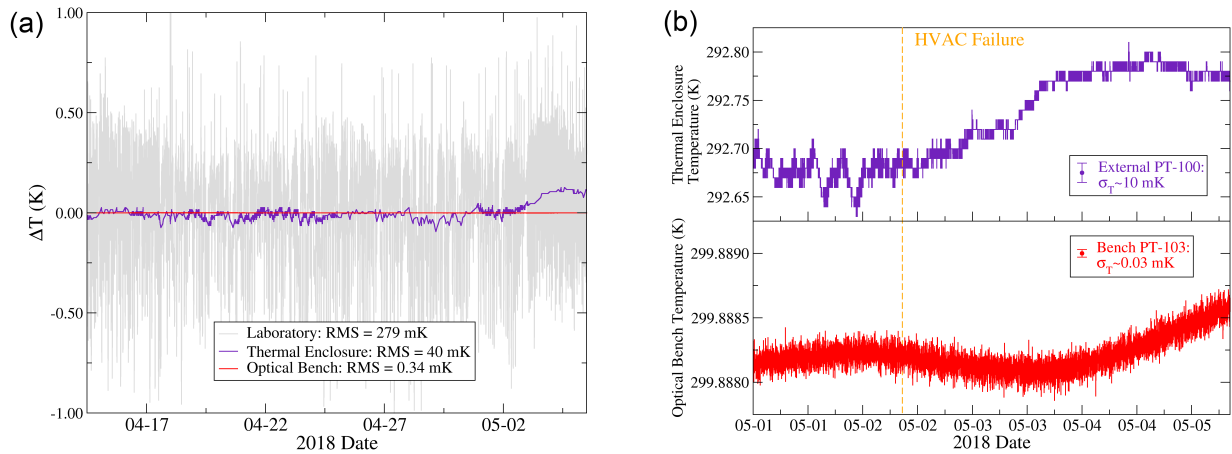 (a)
1.00
0.50
0.00
-0.50
-1.00
ΔT (K)
Laboratory: RMS = 279 mK
Thermal Enclosure: RMS = 40 mK
Optical Bench: RMS = 0.34 mK
04-17
04-22
04-27
05-02
2018 Date
(b)
HVAC Failure
292.80
292.75
292.70
292.65
Thermal Enclosure
Temperature (K)
External PT-100:
σT~10 mK
299.8890
299.8885
299.8880
Optical Bench Temperature (K)
Bench PT-103:
σT~0.03 mK
05-01
05-01
05-02
05-02
05-03
05-03
05-04
05-04
05-05
2018 Date